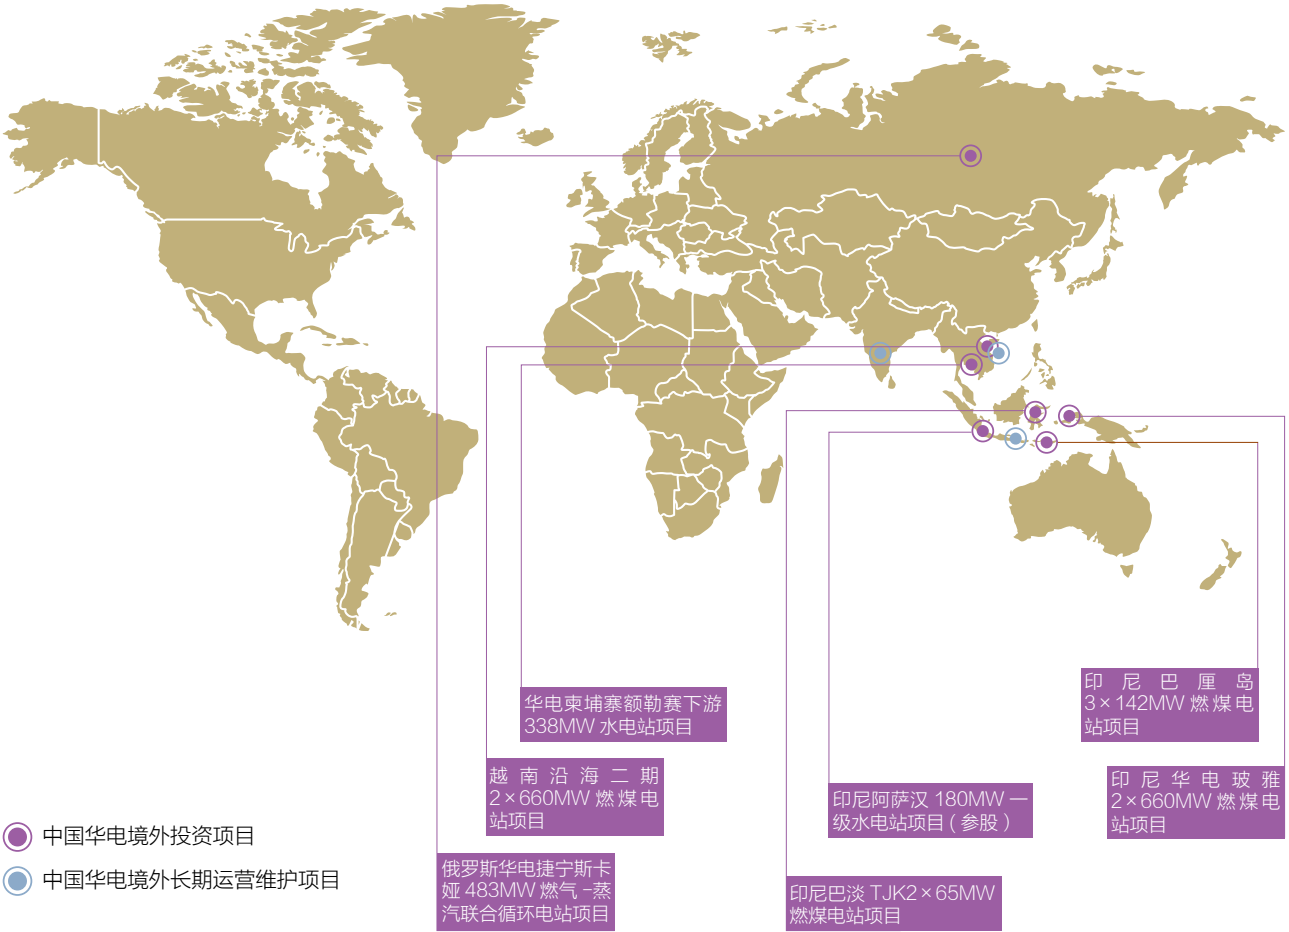 华电柬埔寨额勒赛下游
338MW 水电站项目
越南沿海二期
2×660MW 燃煤电
站项目
俄罗斯华电捷宁斯卡
娅 483MW 燃气 -蒸
汽联合循环电站项目
印尼阿萨汉 180MW 一
级水电站项目(参股)
印尼巴淡 TJK2×65MW
燃煤电站项目
印尼巴厘岛
3×142MW 燃煤电
站项目
印尼华电玻雅
2×660MW 燃煤电
站项目
中国华电境外投资项目
中国华电境外长期运营维护项目